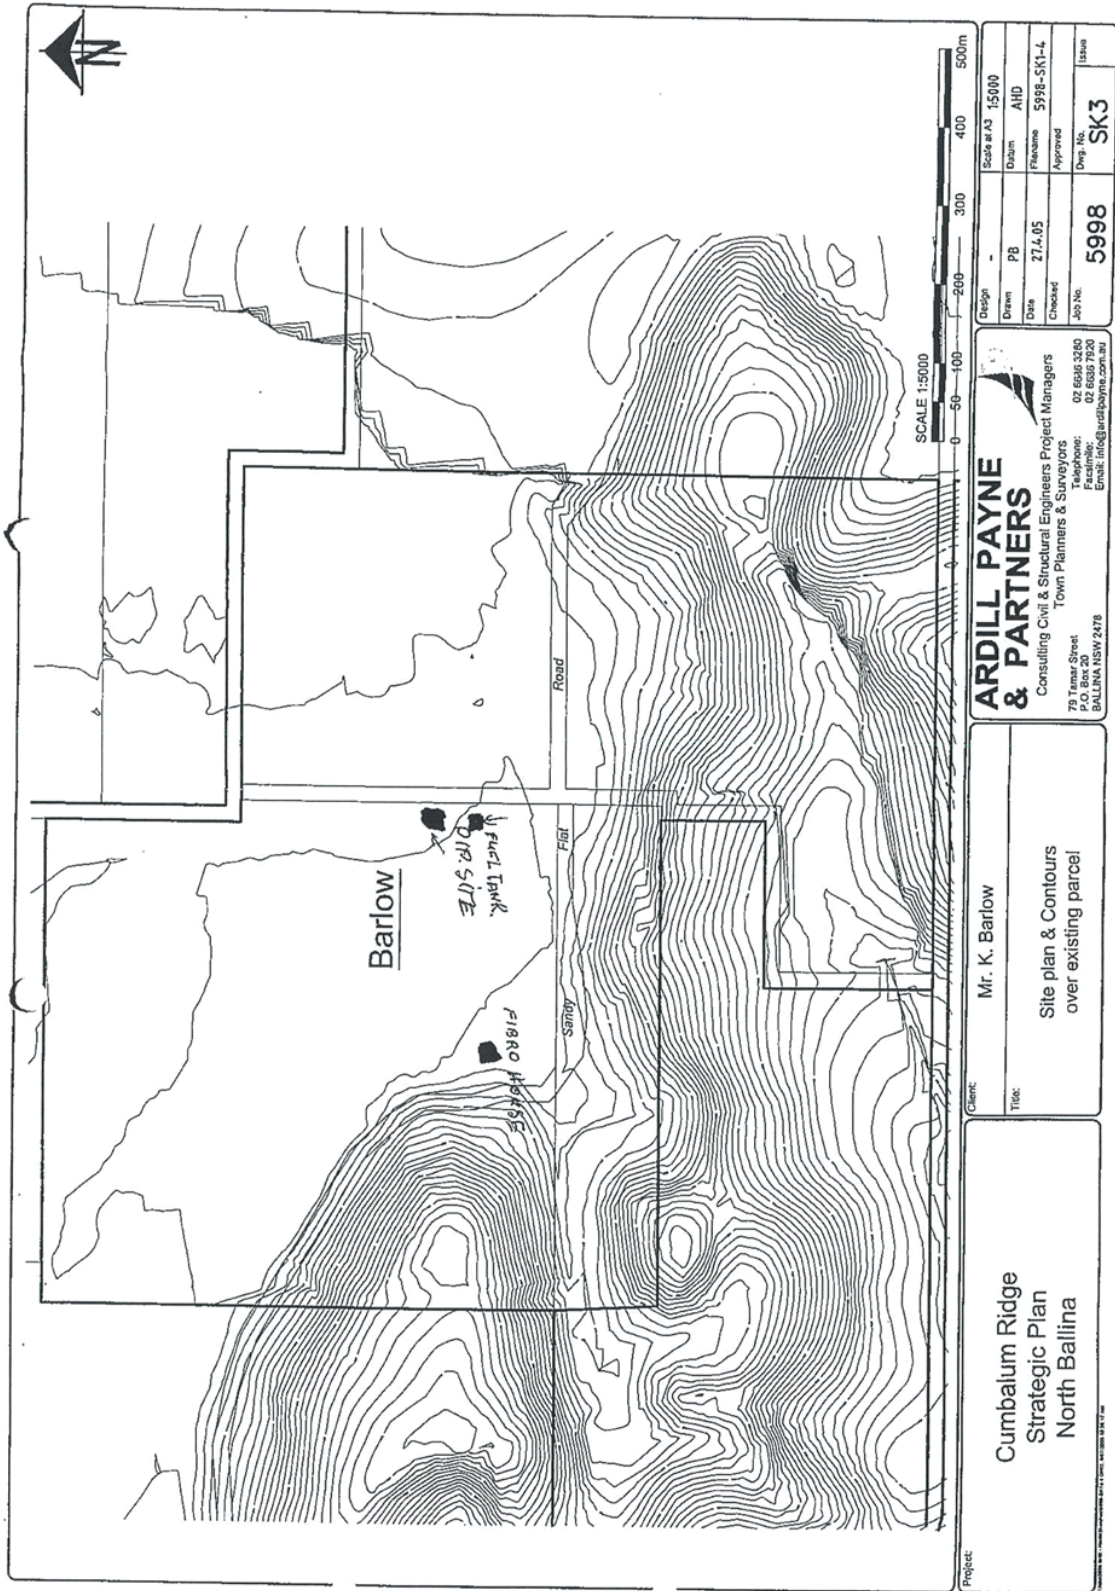 N
Barlow
DIP. SITE
FUEL TANK.
FIBRO HOUSE
Sandy Flat Road
SCALE 1:5000
0 50 100 200 300 400 500m
Project:
Cumbalum Ridge
Strategic Plan
North Ballina
Client:
Mr. K. Barlow
Title:
Site plan & Contours
over existing parcel
ARDILL PAYNE
& PARTNERS
Consulting Civil & Structural Engineers Project Managers
Town Planners & Surveyors
79 Tamar Street
P.O. Box 20
BALLINA NSW 2478
Telephone: 02 6686 3280
Facsimile: 02 6686 7920
Email: info@ardillpayne.com.au
Design -
Scale at A3 1:5000
Drawn PB
Datum AHD
Date 27.4.05
Filename 5998-SK1-4
Checked
Approved
Job No. 5998
Dwg. No. SK3
Issue